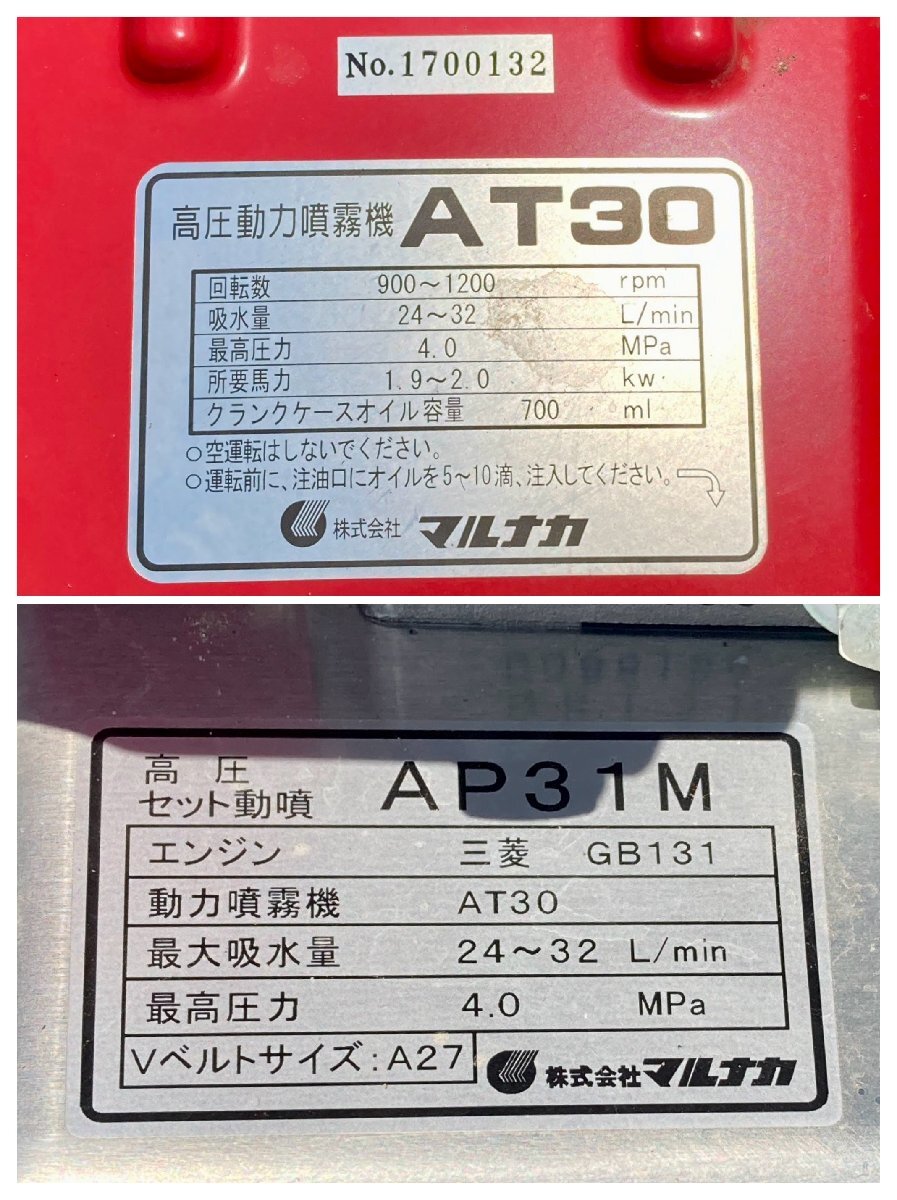 No.1700132
高圧動力噴霧機 AT30
回転数 900～1200 rpm
吸水量 24～32 L/min
最高圧力 4.0 MPa
所要馬力 1.9～2.0 kw
クランクケースオイル容量 700 ml
○空運転はしないでください。
○運転前に、注油口にオイルを5～10滴、注入してください。
株式会社 マルナカ
高圧
セット動噴 AP31M
エンジン 三菱 GB131
動力噴霧機 AT30
最大吸水量 24～32 L/min
最高圧力 4.0 MPa
Vベルトサイズ:A27
株式会社マルナカ